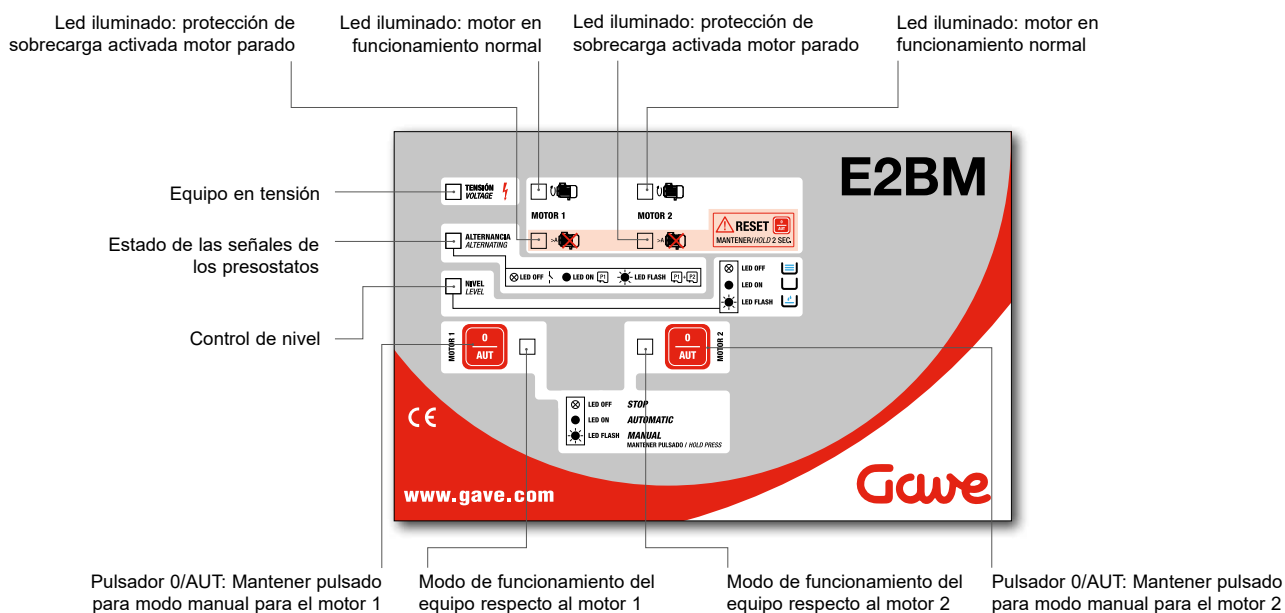 Led iluminado: protección de
sobrecarga activada motor parado
Led iluminado: motor en
funcionamiento normal
Led iluminado: protección de
sobrecarga activada motor parado
Led iluminado: motor en
funcionamiento normal
E2BM
Equipo en tensión
TENSIÓN
VOLTAGE
MOTOR 1
MOTOR 2
RESET
0
AUT
MANTENER/HOLD 2 SEC.
>A
>A
Estado de las señales de
los presostatos
ALTERNANCIA
ALTERNATING
LED OFF
LED ON P1
LED FLASH P1+P2
Control de nivel
NIVEL
LEVEL
LED OFF
LED ON
LED FLASH
MOTOR 1
0
AUT
0
AUT
MOTOR 2
LED OFF STOP
LED ON AUTOMATIC
LED FLASH MANUAL
MANTENER PULSADO / HOLD PRESS
CE
www.gave.com
Gave
Pulsador 0/AUT: Mantener pulsado
para modo manual para el motor 1
Modo de funcionamiento del
equipo respecto al motor 1
Modo de funcionamiento del
equipo respecto al motor 2
Pulsador 0/AUT: Mantener pulsado
para modo manual para el motor 2